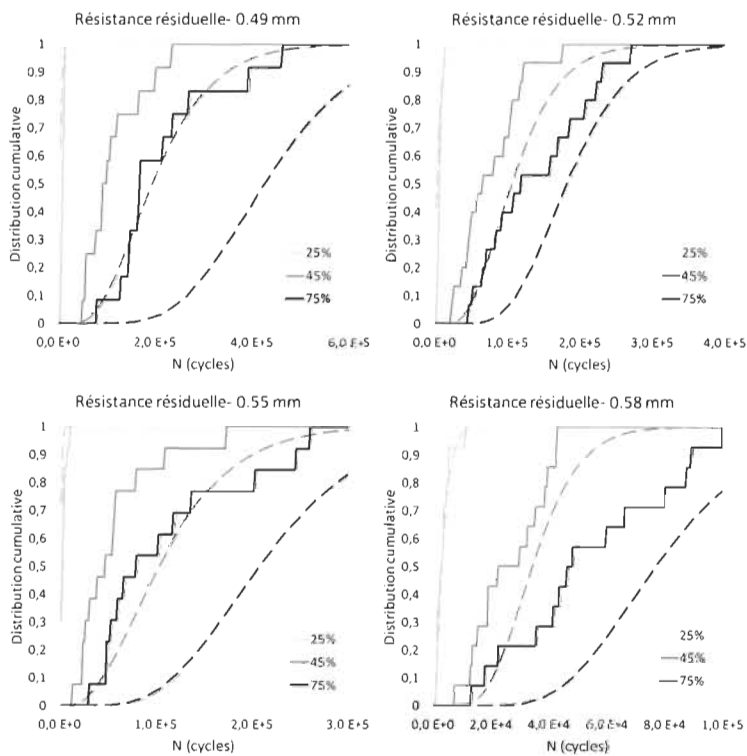 Résistance résiduelle- 0.49 mm
Distribution cumulative
1
0,9
0,8
0,7
0,6
0,5
0,4
0,3
0,2
0,1
0
25%
45%
75%
0,0 E+0
2,0 E+5
4,0 E+5
6,0 E+5
N (cycles)
Résistance résiduelle- 0.52 mm
Distribution cumulative
1
0,9
0,8
0,7
0,6
0,5
0,4
0,3
0,2
0,1
0
25%
45%
75%
0,0 E+0
1,0 E+5
2,0 E+5
3,0 E+5
4,0 E+5
N (cycles)
Résistance résiduelle- 0.55 mm
Distribution cumulative
1
0,9
0,8
0,7
0,6
0,5
0,4
0,3
0,2
0,1
0
25%
45%
75%
0,0 E+0
1,0 E+5
2,0 E+5
3,0 E+5
N (cycles)
Résistance résiduelle- 0.58 mm
Distribution cumulative
1
0,9
0,8
0,7
0,6
0,5
0,4
0,3
0,2
0,1
0
25%
45%
75%
0,0 E+0
2,0 E+4
4,0 E+4
6,0 E+4
8,0 E+4
1,0 E+5
N (cycles)